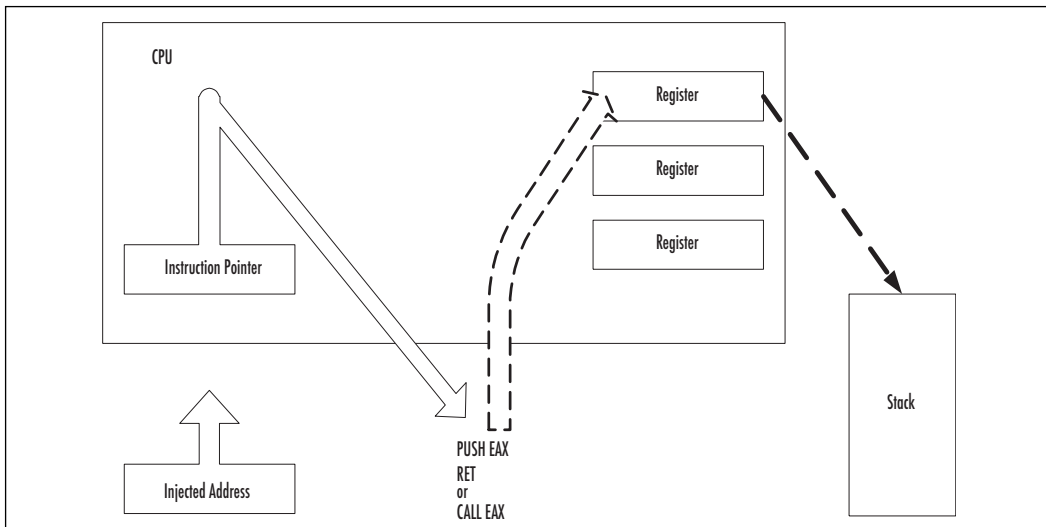 CPU
Register
Register
Register
Instruction Pointer
Injected Address
PUSH EAX
RET
or
CALL EAX
Stack